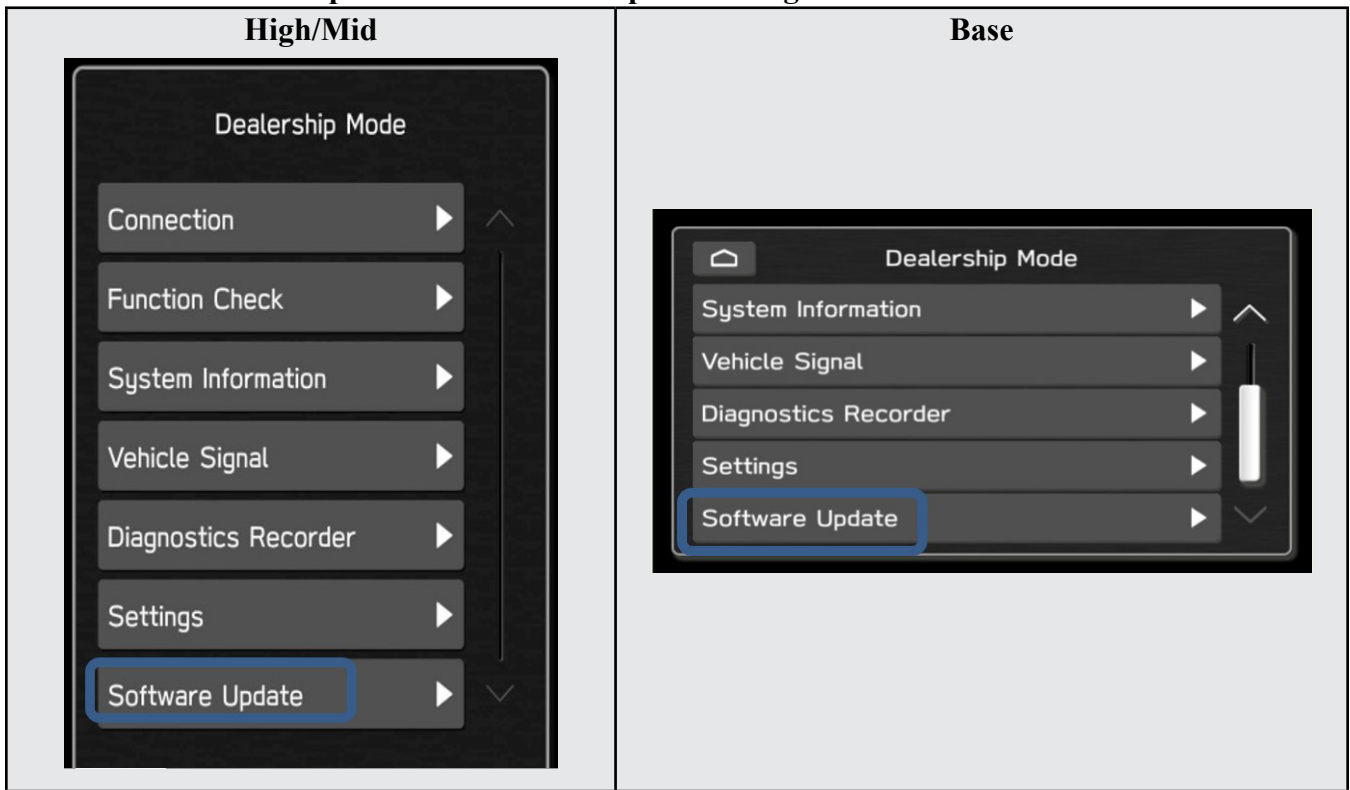 High/Mid
Base
Dealership Mode
Connection
Function Check
System Information
Vehicle Signal
Diagnostics Recorder
Settings
Software Update
Dealership Mode
System Information
Vehicle Signal
Diagnostics Recorder
Settings
Software Update